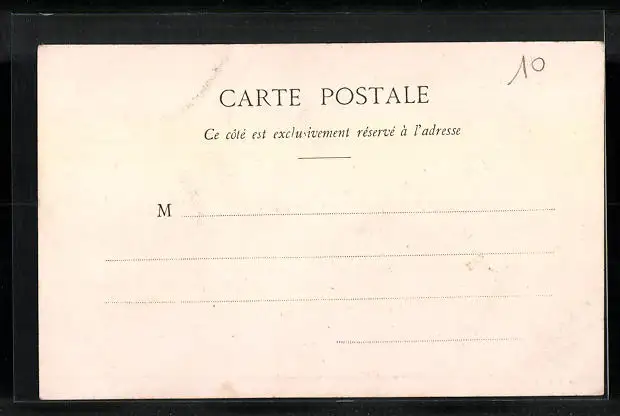 10
CARTE POSTALE
Ce côté est exclusivement réservé à l'adresse
M